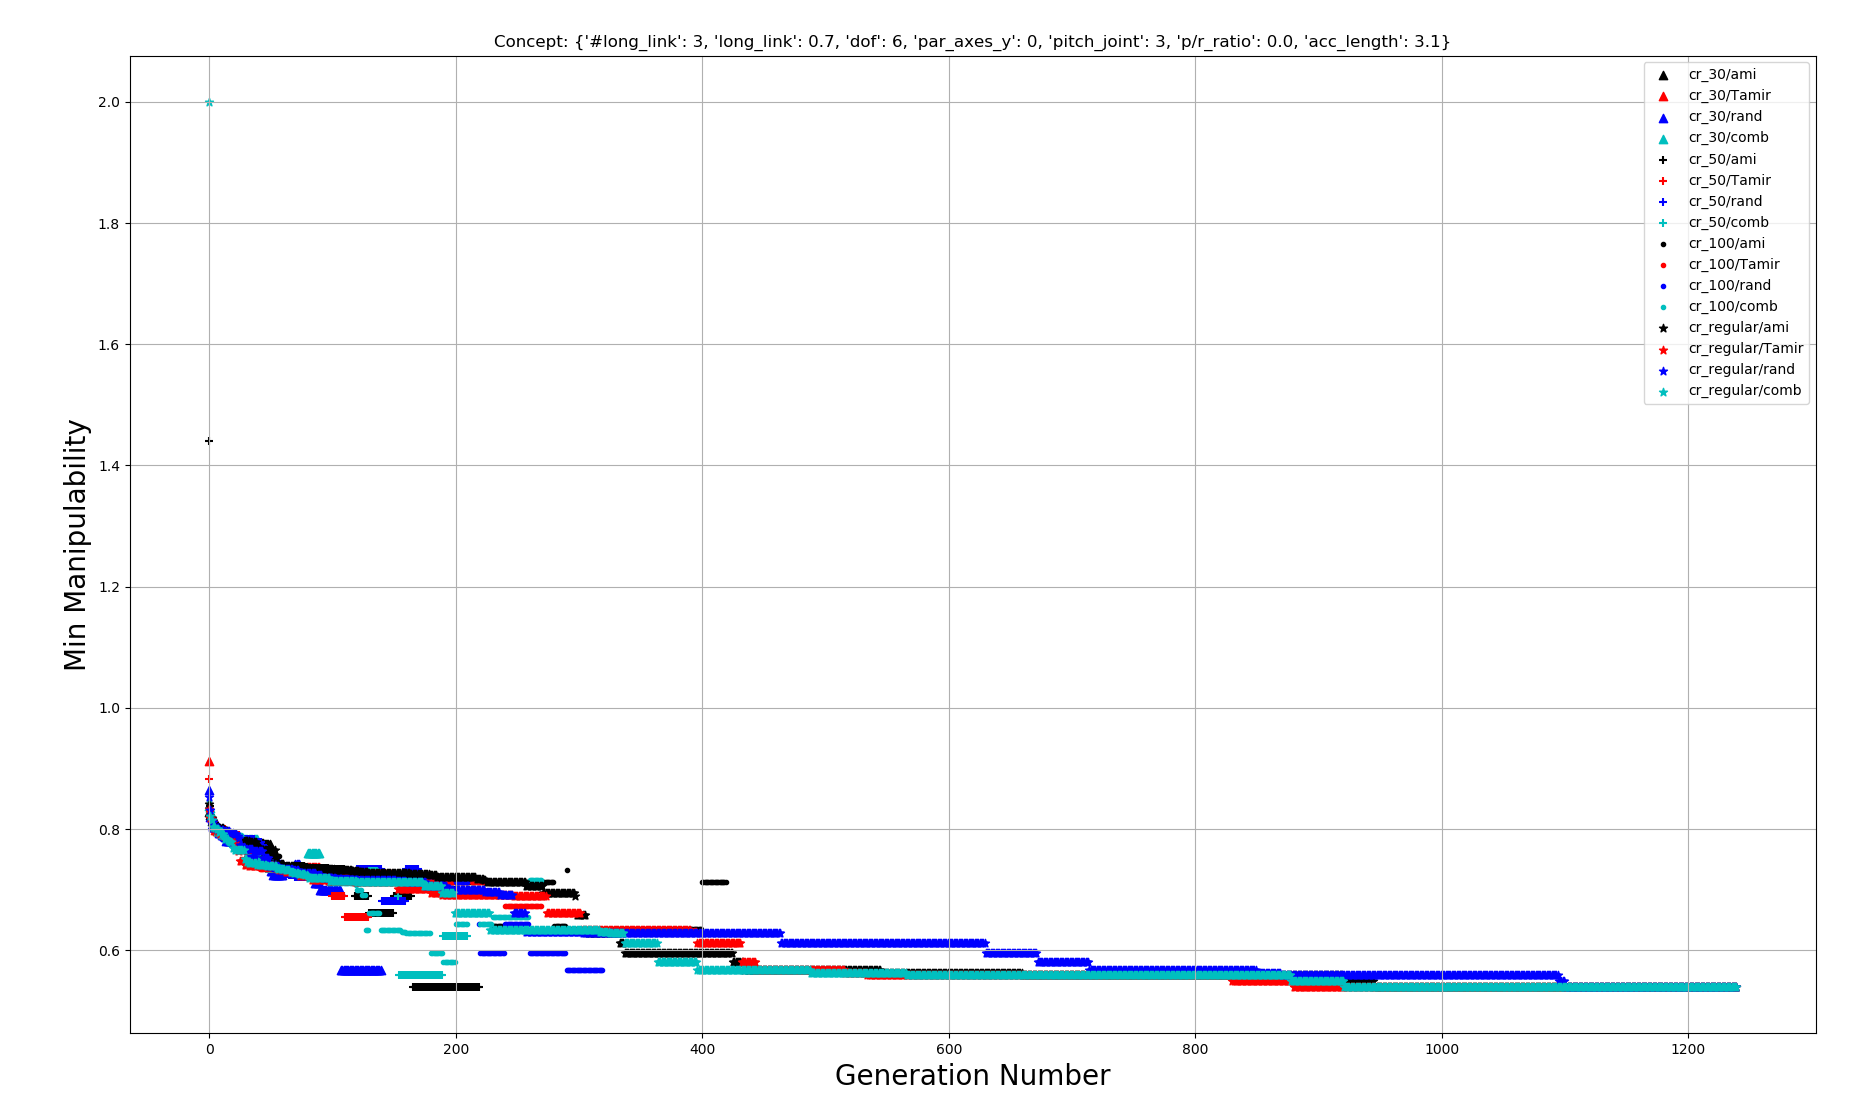 Concept: {'#long_link': 3, 'long_link': 0.7, 'dof': 6, 'par_axes_y': 0, 'pitch_joint': 3, 'p/r_ratio': 0.0, 'acc_length': 3.1}
cr_30/ami
cr_30/Tamir
cr_30/rand
cr_30/comb
cr_50/ami
cr_50/Tamir
cr_50/rand
cr_50/comb
cr_100/ami
cr_100/Tamir
cr_100/rand
cr_100/comb
cr_regular/ami
cr_regular/Tamir
cr_regular/rand
cr_regular/comb
Min Manipulability
2.0
1.8
1.6
1.4
1.2
1.0
0.8
0.6
0 200 400 600 800 1000 1200
Generation Number